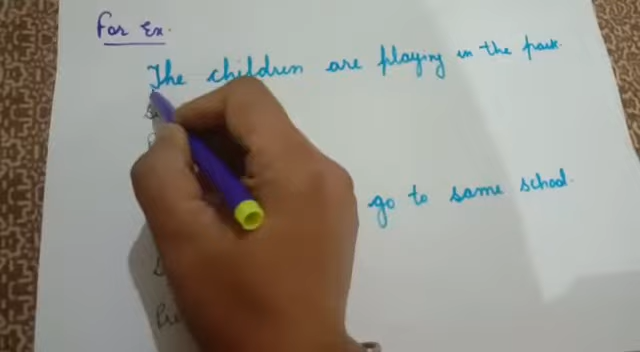 For Ex.
The children are playing in the park.
go to same school.